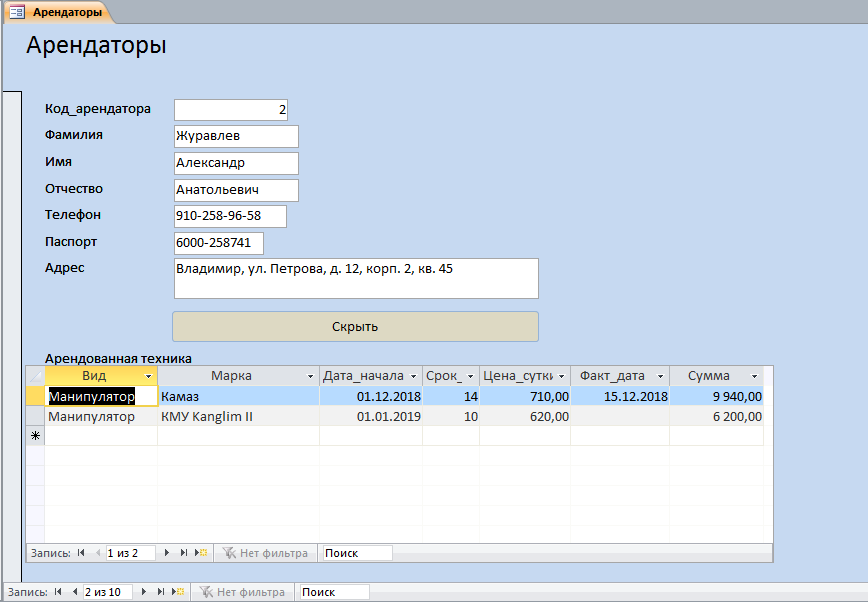 Арендаторы
Арендаторы
Код_арендатора 2
Фамилия Журавлев
Имя Александр
Отчество Анатольевич
Телефон 910-258-96-58
Паспорт 6000-258741
Адрес Владимир, ул. Петрова, д. 12, корп. 2, кв. 45
Скрыть
Арендованная техника
Вид Марка Дата_начала Срок_ Цена_сутки Факт_дата Сумма
Манипулятор Камаз 01.12.2018 14 710,00 15.12.2018 9 940,00
Манипулятор КМУ Kanglim II 01.01.2019 10 620,00 6 200,00
Запись: 1 из 2 Нет фильтра Поиск
Запись: 2 из 10 Нет фильтра Поиск